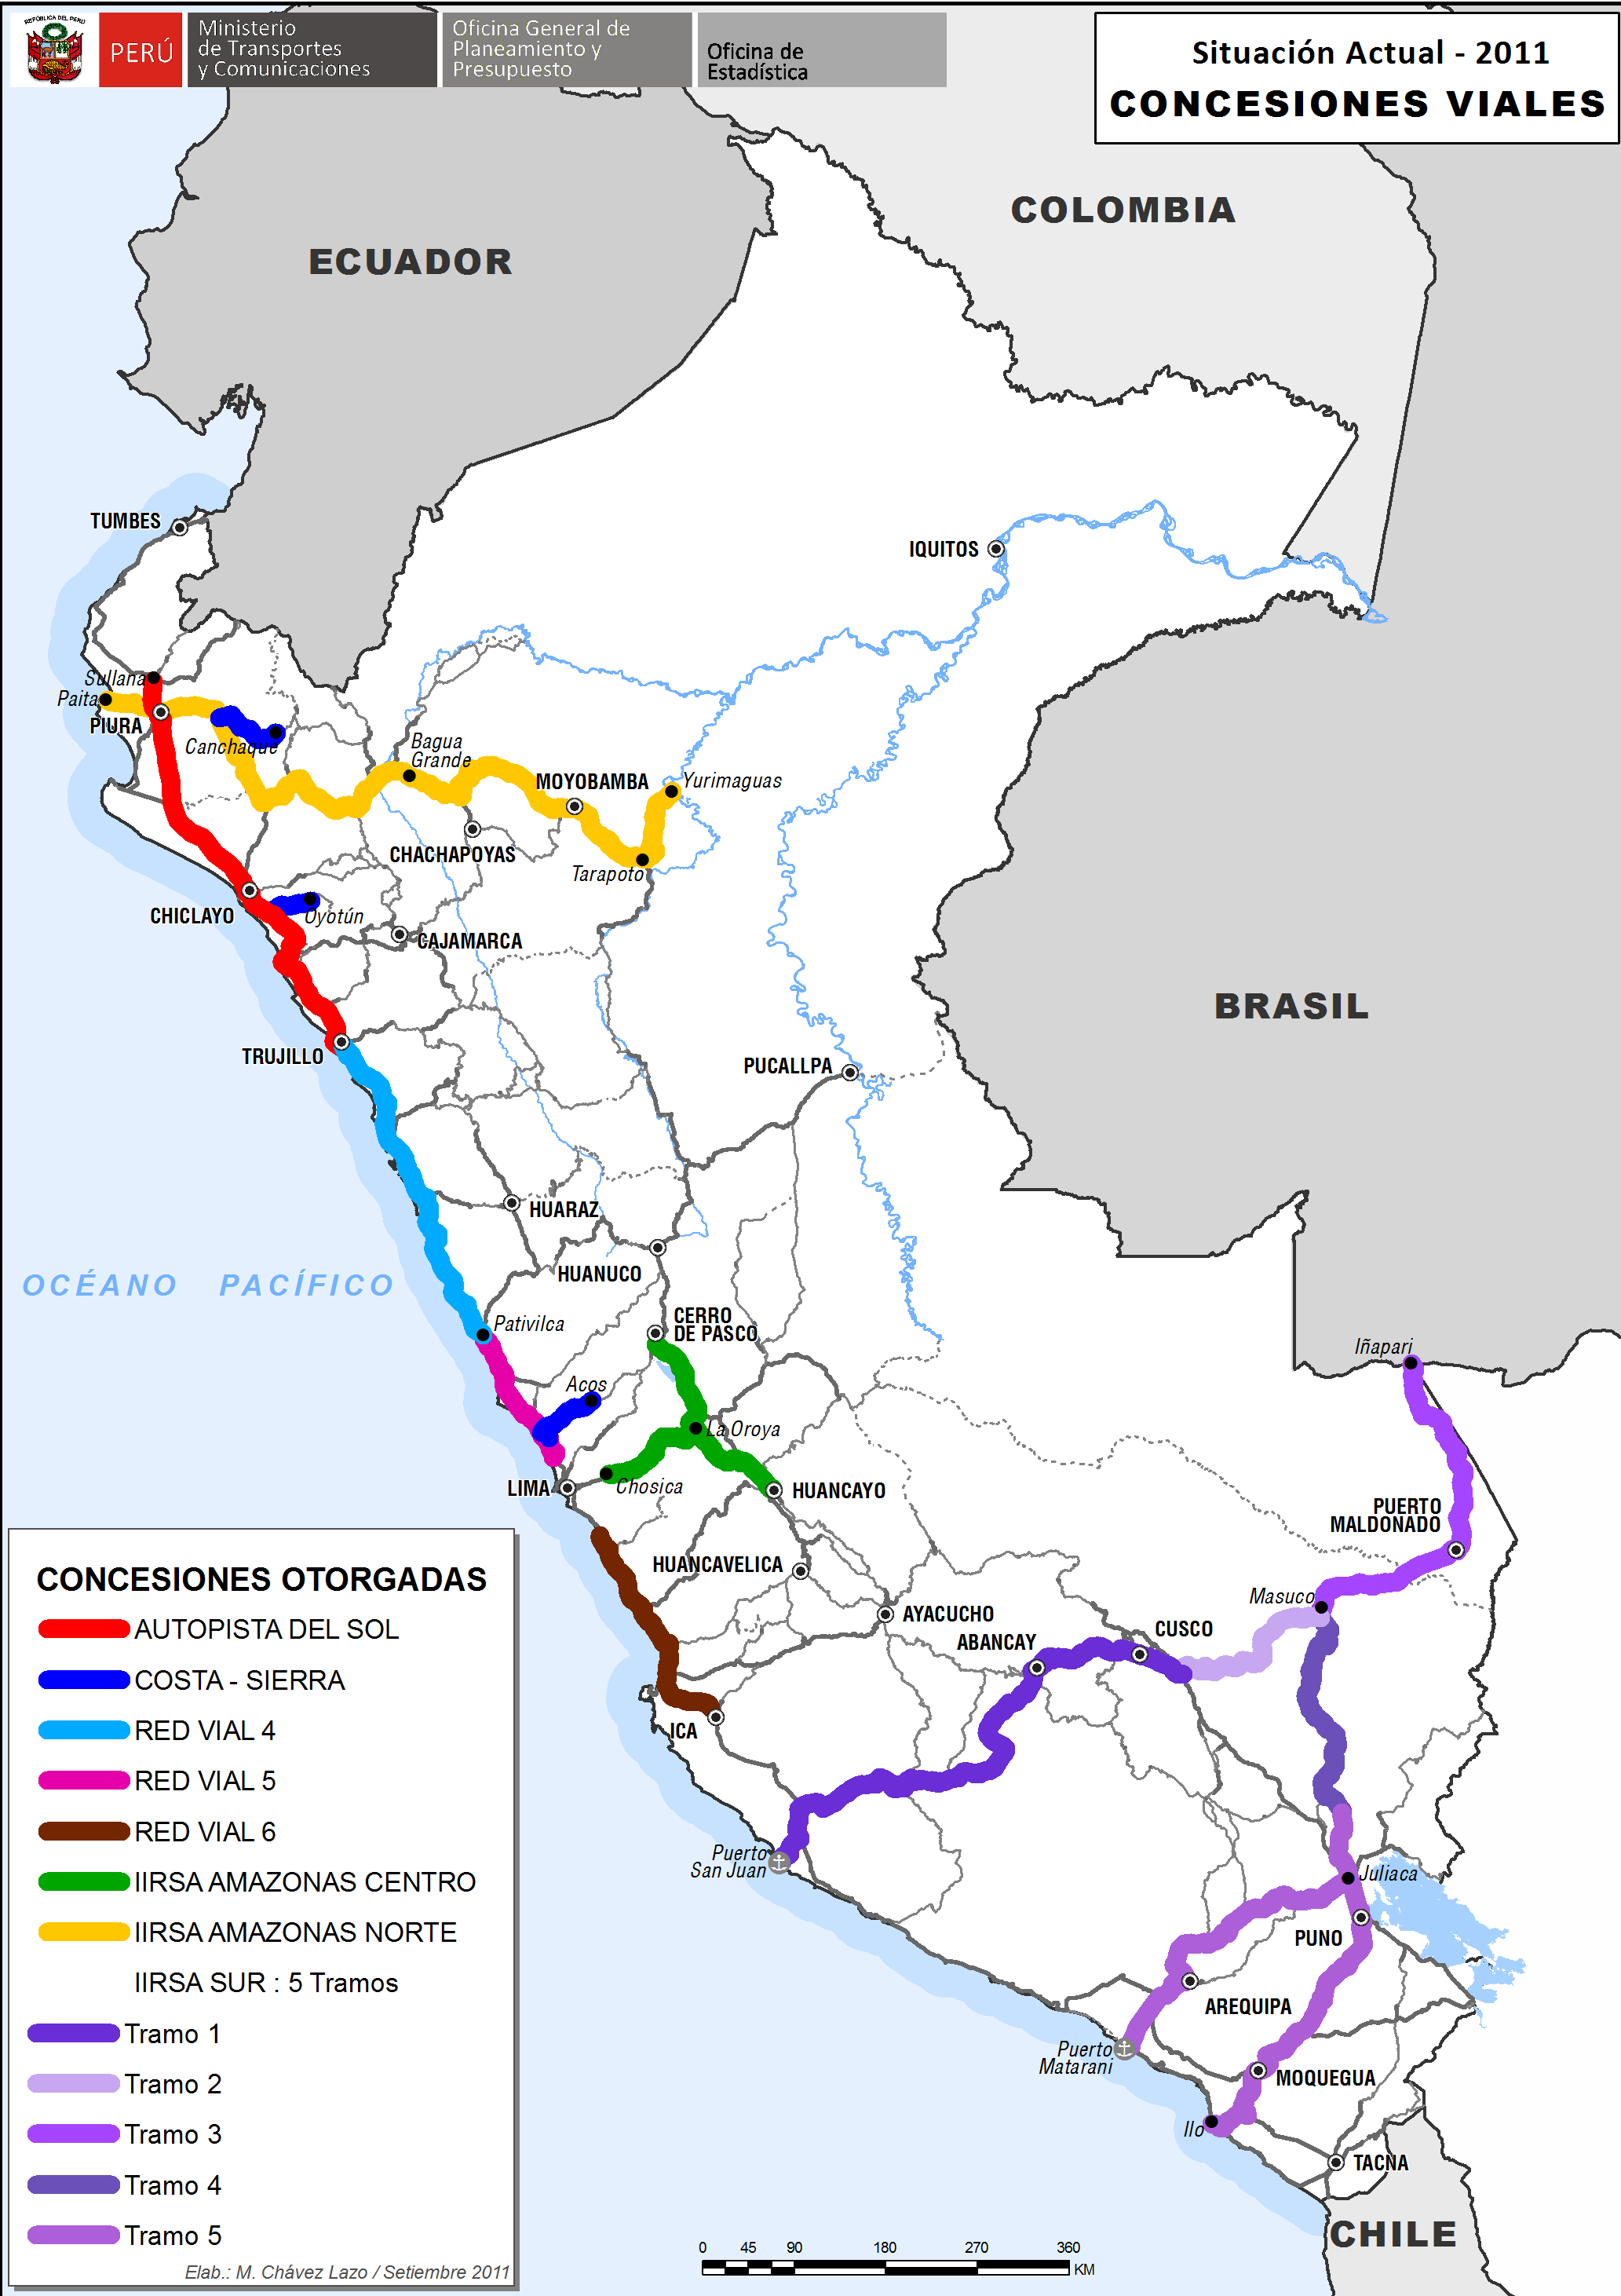 REPÚBLICA DEL PERÚ
PERÚ
Ministerio
de Transportes
y Comunicaciones
Oficina General de
Planeamiento y
Presupuesto
Oficina de
Estadística
Situación Actual - 2011
CONCESIONES VIALES
COLOMBIA
ECUADOR
TUMBES
IQUITOS
Sullana
Paita
PIURA
Canchaque
Bagua
Grande
MOYOBAMBA
Yurimaguas
CHACHAPOYAS
Tarapoto
CHICLAYO
Oyotún
CAJAMARCA
BRASIL
TRUJILLO
PUCALLPA
HUARAZ
HUANUCO
OCÉANO PACÍFICO
CERRO
DE PASCO
Pativilca
Iñapari
Acos
La Oroya
LIMA
Chosica
HUANCAYO
PUERTO
MALDONADO
HUANCAVELICA
Masuco
AYACUCHO
ABANCAY
CUSCO
ICA
Puerto
San Juan
Juliaca
PUNO
AREQUIPA
Puerto
Matarani
MOQUEGUA
Ilo
TACNA
CHILE
CONCESIONES OTORGADAS
AUTOPISTA DEL SOL
COSTA - SIERRA
RED VIAL 4
RED VIAL 5
RED VIAL 6
IIRSA AMAZONAS CENTRO
IIRSA AMAZONAS NORTE
IIRSA SUR : 5 Tramos
Tramo 1
Tramo 2
Tramo 3
Tramo 4
Tramo 5
Elab.: M. Chávez Lazo / Setiembre 2011
0 45 90 180 270 360
KM